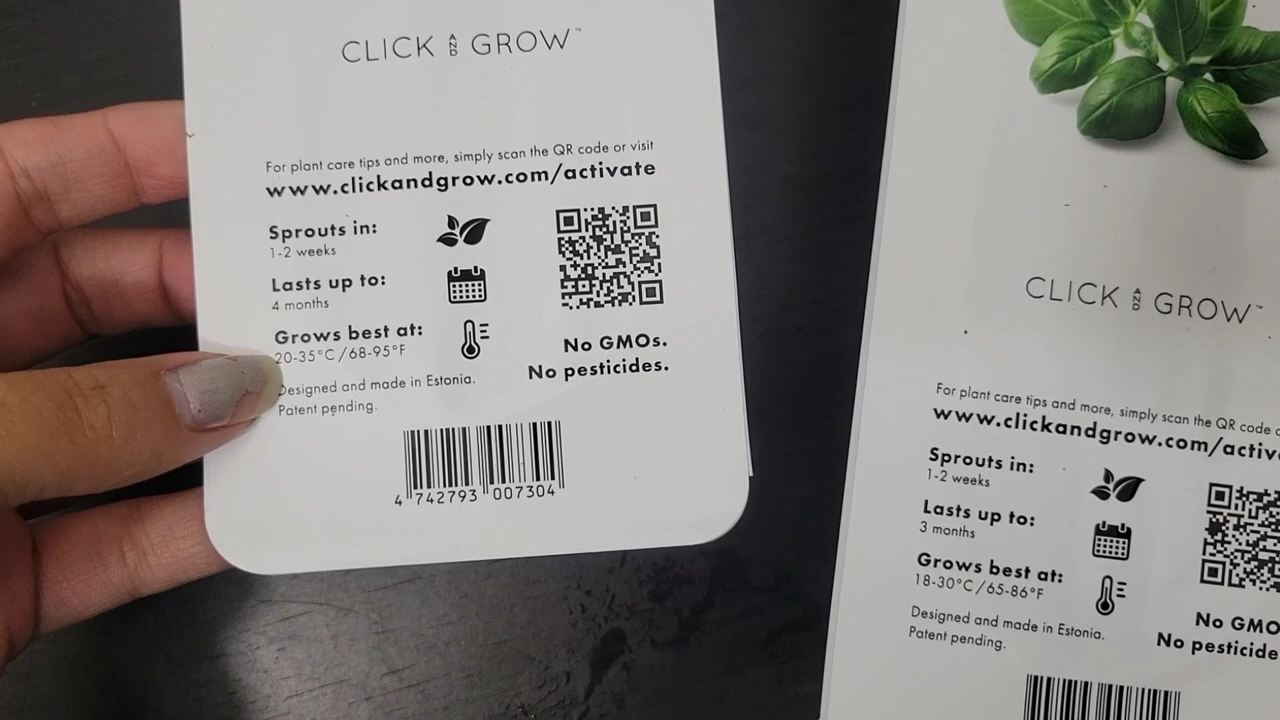 CLICK AND GROW™
For plant care tips and more, simply scan the QR code or visit
www.clickandgrow.com/activate
Sprouts in:
1-2 weeks
Lasts up to:
4 months
Grows best at:
20-35°C/68-95°F
Designed and made in Estonia.
Patent pending.
No GMOs.
No pesticides.
4 742793 007304
CLICK AND GROW™
For plant care tips and more, simply scan the QR code
www.clickandgrow.com/activ
Sprouts in:
1-2 weeks
Lasts up to:
3 months
Grows best at:
18-30°C/65-86°F
Designed and made in Estonia.
Patent pending.
No GMO
No pesticide